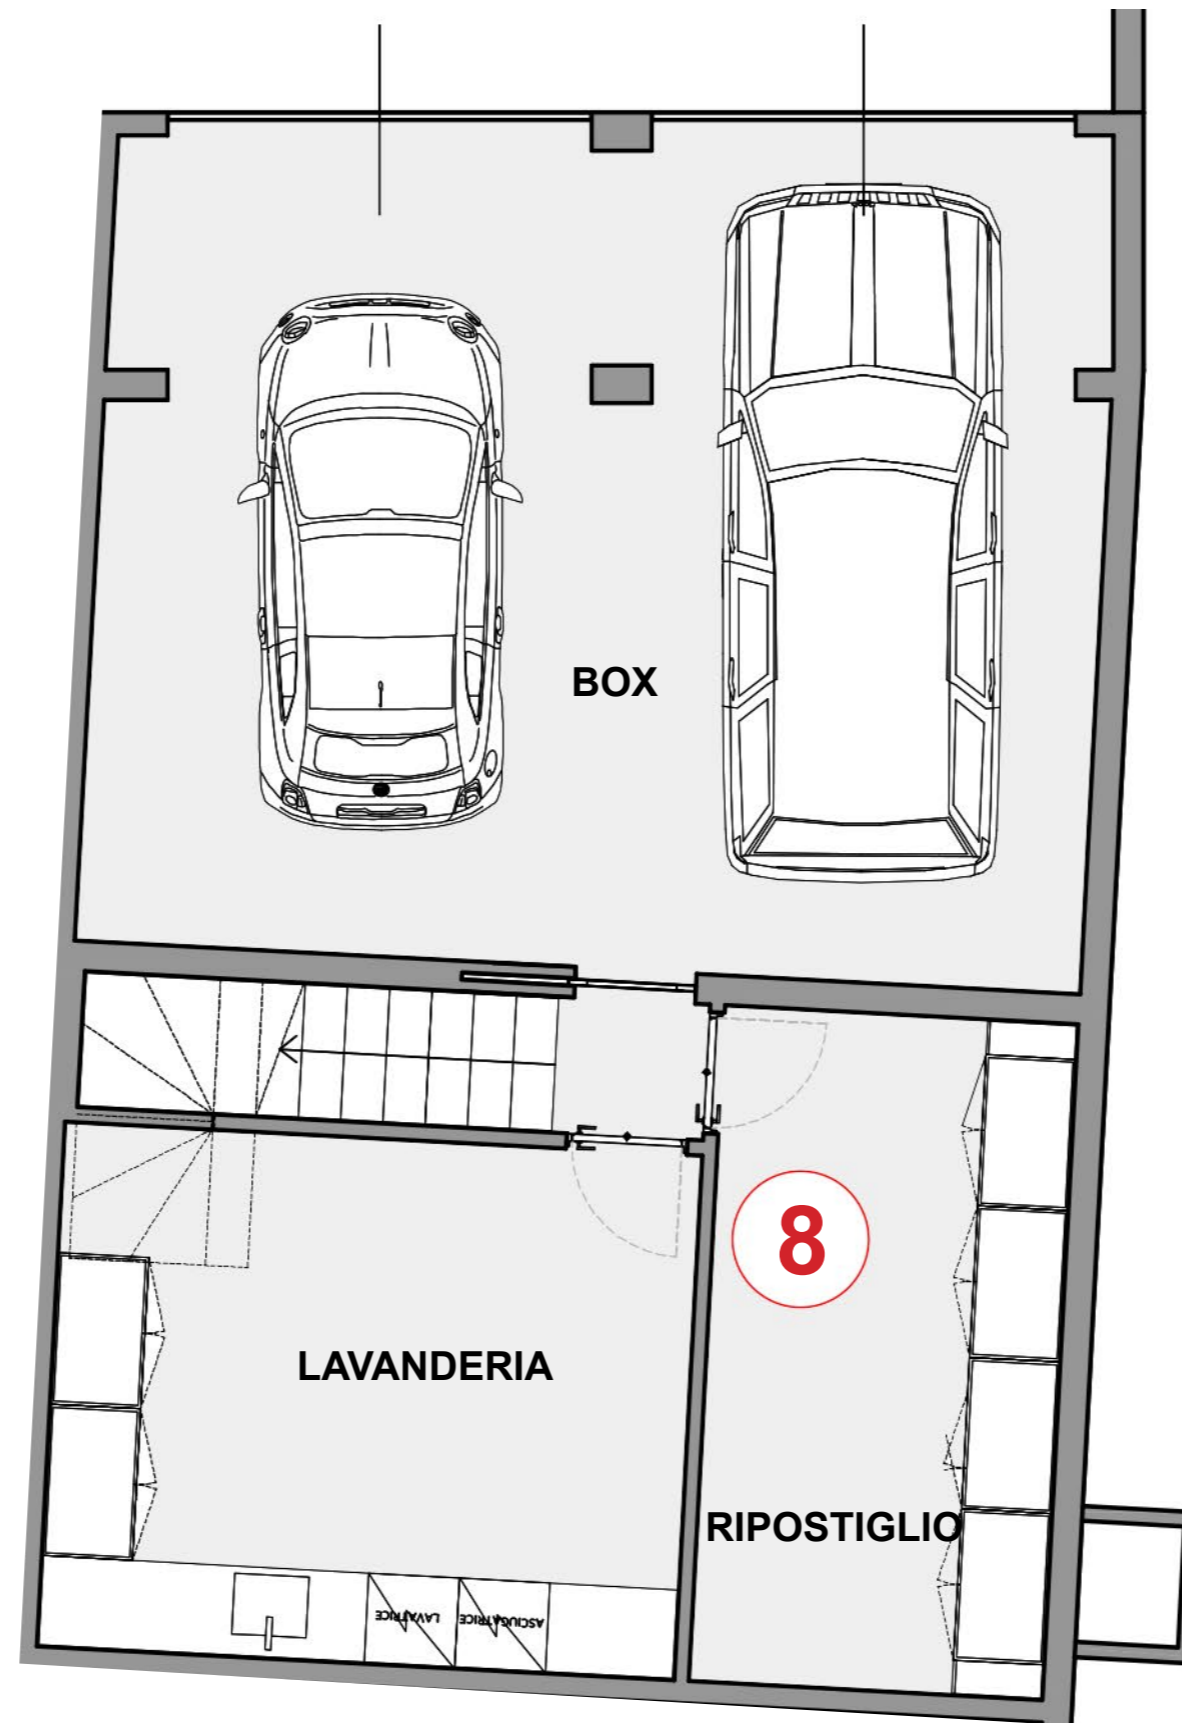 BOX
8
LAVANDERIA
RIPOSTIGLIO
LAVATRICE
ASCIUGATRICE